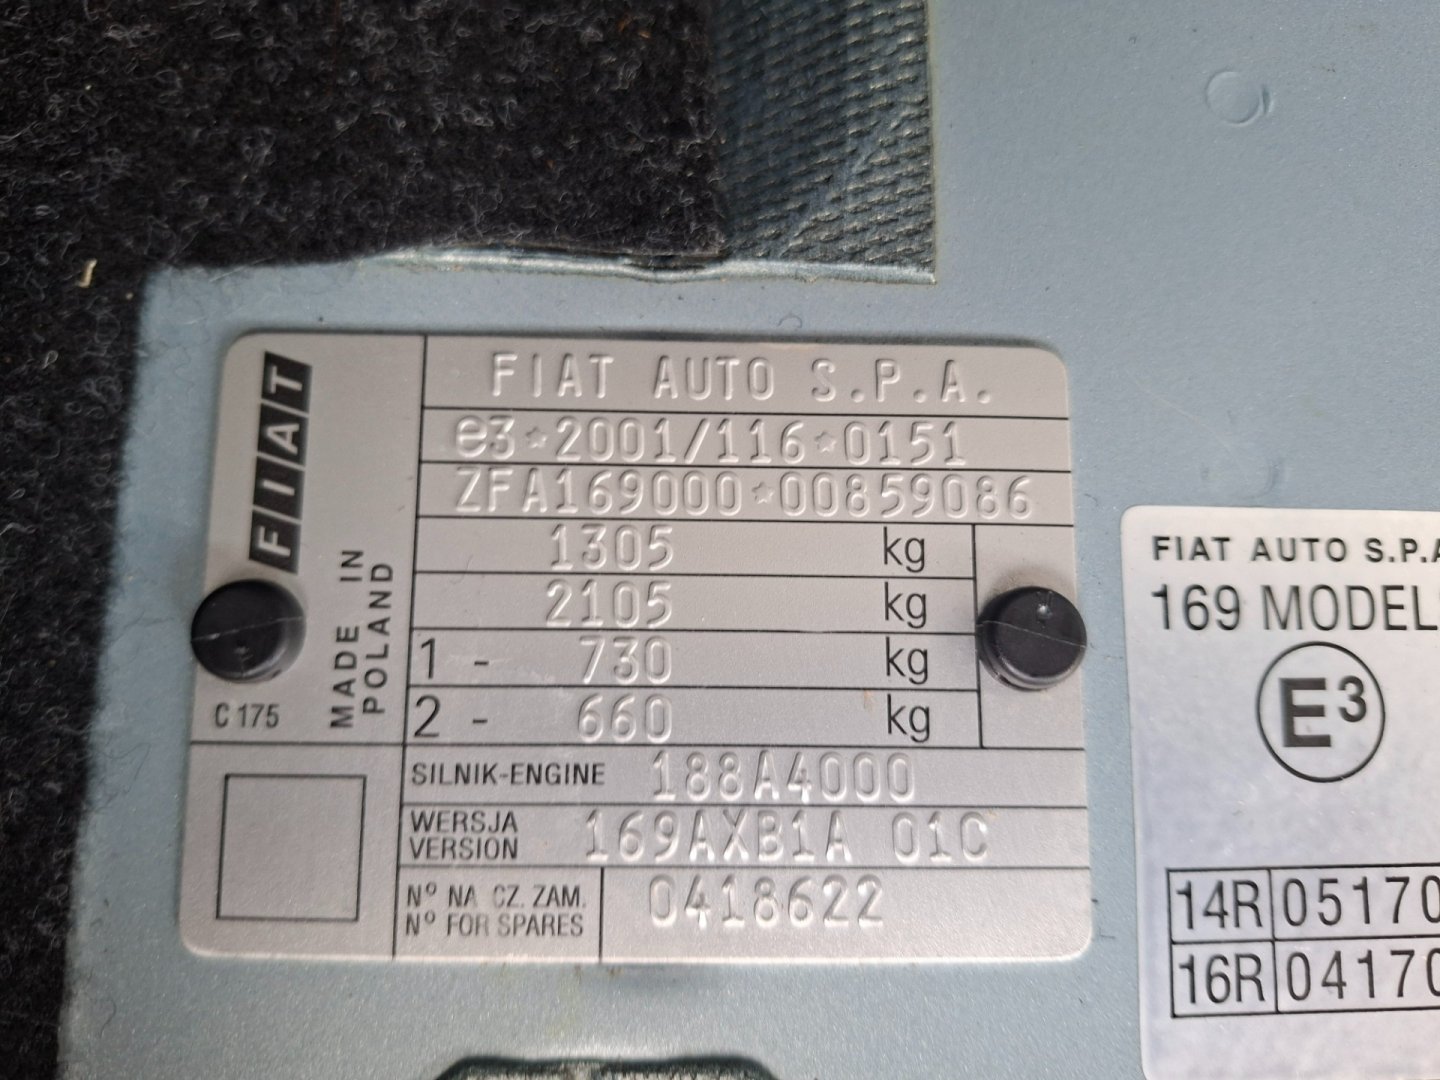 FIAT
MADE IN
POLAND
C 175
FIAT AUTO S.P.A.
e3*2001/116*0151
ZFA169000*00859086
1305 kg
2105 kg
1 - 730 kg
2 - 660 kg
SILNIK-ENGINE 188A4000
WERSJA
VERSION 169AXB1A 01C
Nº NA CZ. ZAM.
Nº FOR SPARES 0418622
FIAT AUTO S.P.A
169 MODEL
E3
14R 05170
16R 04170